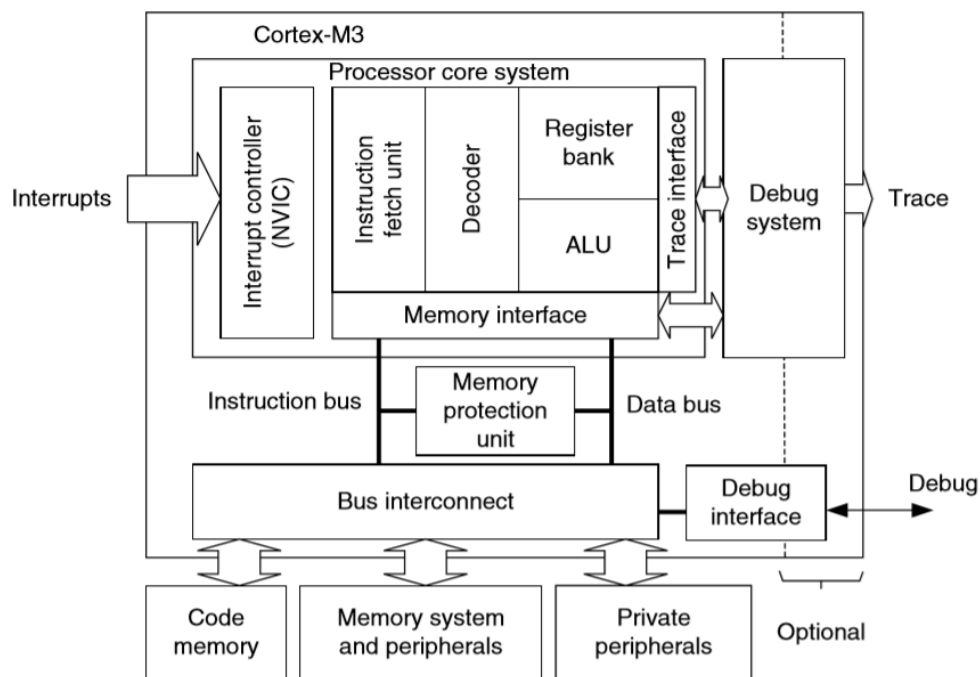 Cortex-M3
Processor core system
Interrupts
Interrupt controller
(NVIC)
Instruction
fetch unit
Decoder
Register
bank
ALU
Trace interface
Debug
system
Trace
Memory interface
Instruction bus
Memory
protection
unit
Data bus
Bus interconnect
Debug
interface
Debug
Code
memory
Memory system
and peripherals
Private
peripherals
Optional